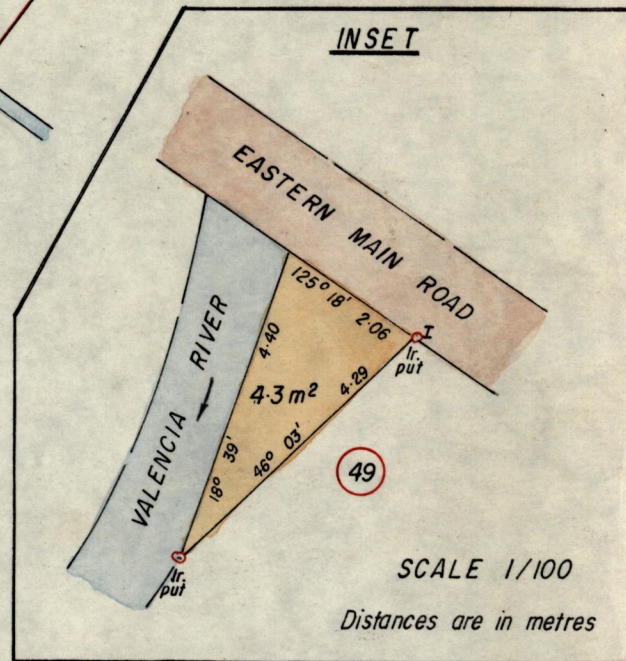 INSET
EASTERN MAIN ROAD
125° 18' 2·06
I
Ir.
put
VALENCIA RIVER
4·40
4·29
4·3 m²
18° 39'
46° 03'
49
Ir.
put
SCALE 1/100
Distances are in metres